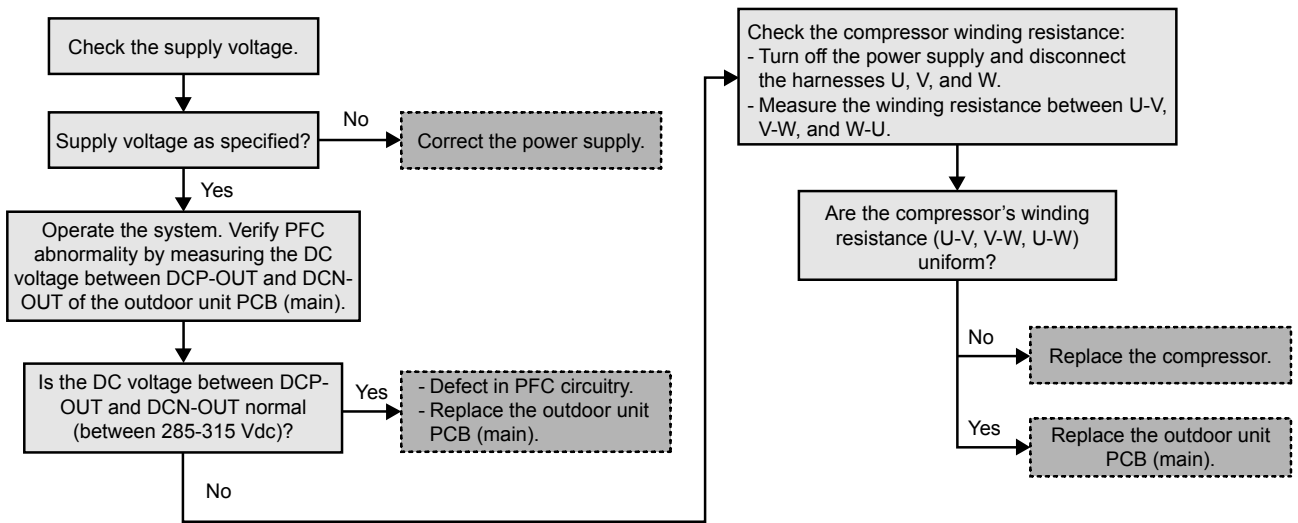 Check the supply voltage.
Supply voltage as specified?
No
Correct the power supply.
Yes
Operate the system. Verify PFC
abnormality by measuring the DC
voltage between DCP-OUT and DCN-
OUT of the outdoor unit PCB (main).
Is the DC voltage between DCP-
OUT and DCN-OUT normal
(between 285-315 Vdc)?
Yes
- Defect in PFC circuitry.
- Replace the outdoor unit
PCB (main).
No
Check the compressor winding resistance:
- Turn off the power supply and disconnect
the harnesses U, V, and W.
- Measure the winding resistance between U-V,
V-W, and W-U.
Are the compressor's winding
resistance (U-V, V-W, U-W)
uniform?
No
Replace the compressor.
Yes
Replace the outdoor unit
PCB (main).